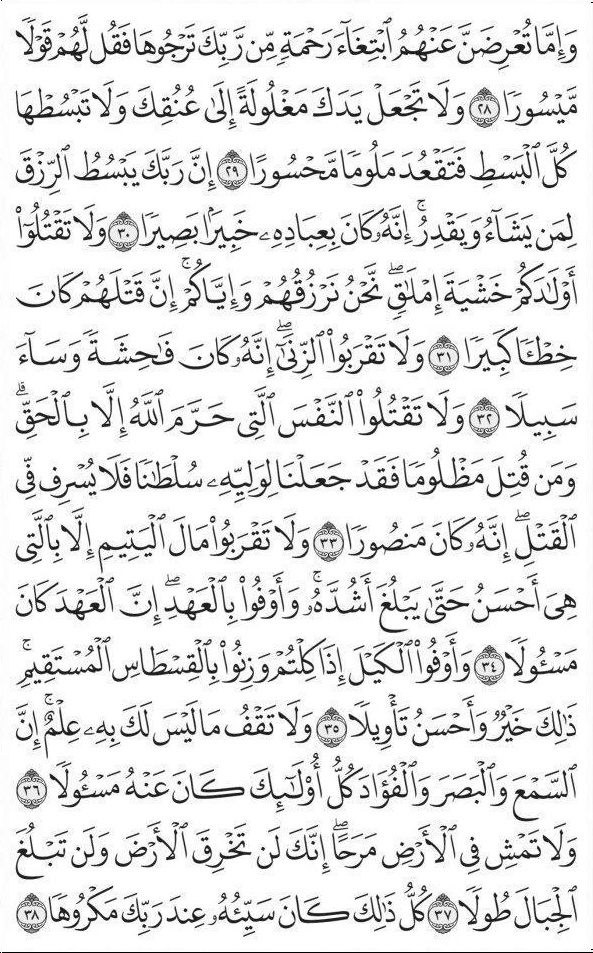 وَإِمَّا تُعْرِضَنَّ عَنْهُمُ ٱبْتِغَآءَ رَحْمَةٍ مِّن رَّبِّكَ تَرْجُوهَا فَقُل لَّهُمْ قَوْلًا
مَّيْسُورًا ٢٨ وَلَا تَجْعَلْ يَدَكَ مَغْلُولَةً إِلَىٰ عُنُقِكَ وَلَا تَبْسُطْهَا
كُلَّ ٱلْبَسْطِ فَتَقْعُدَ مَلُومًا مَّحْسُورًا ٢٩ إِنَّ رَبَّكَ يَبْسُطُ ٱلرِّزْقَ
لِمَن يَشَآءُ وَيَقْدِرُ ۚ إِنَّهُۥ كَانَ بِعِبَادِهِۦ خَبِيرًۢا بَصِيرًا ٣٠ وَلَا تَقْتُلُوٓا۟
أَوْلَـٰدَكُمْ خَشْيَةَ إِمْلَـٰقٍ ۖ نَّحْنُ نَرْزُقُهُمْ وَإِيَّاكُمْ ۚ إِنَّ قَتْلَهُمْ كَانَ
خِطْـًٔا كَبِيرًا ٣١ وَلَا تَقْرَبُوا۟ ٱلزِّنَىٰٓ ۖ إِنَّهُۥ كَانَ فَـٰحِشَةً وَسَآءَ
سَبِيلًا ٣٢ وَلَا تَقْتُلُوا۟ ٱلنَّفْسَ ٱلَّتِى حَرَّمَ ٱللَّهُ إِلَّا بِٱلْحَقِّ ۗ
وَمَن قُتِلَ مَظْلُومًا فَقَدْ جَعَلْنَا لِوَلِيِّهِۦ سُلْطَـٰنًا فَلَا يُسْرِف فِّى
ٱلْقَتْلِ ۖ إِنَّهُۥ كَانَ مَنصُورًا ٣٣ وَلَا تَقْرَبُوا۟ مَالَ ٱلْيَتِيمِ إِلَّا بِٱلَّتِى
هِىَ أَحْسَنُ حَتَّىٰ يَبْلُغَ أَشُدَّهُۥ ۚ وَأَوْفُوا۟ بِٱلْعَهْدِ ۖ إِنَّ ٱلْعَهْدَ كَانَ
مَسْـُٔولًا ٣٤ وَأَوْفُوا۟ ٱلْكَيْلَ إِذَا كِلْتُمْ وَزِنُوا۟ بِٱلْقِسْطَاسِ ٱلْمُسْتَقِيمِ ۚ
ذَٰلِكَ خَيْرٌ وَأَحْسَنُ تَأْوِيلًا ٣٥ وَلَا تَقْفُ مَا لَيْسَ لَكَ بِهِۦ عِلْمٌ ۚ إِنَّ
ٱلسَّمْعَ وَٱلْبَصَرَ وَٱلْفُؤَادَ كُلُّ أُو۟لَـٰٓئِكَ كَانَ عَنْهُ مَسْـُٔولًا ٣٦
وَلَا تَمْشِ فِى ٱلْأَرْضِ مَرَحًا ۖ إِنَّكَ لَن تَخْرِقَ ٱلْأَرْضَ وَلَن تَبْلُغَ
ٱلْجِبَالَ طُولًا ٣٧ كُلُّ ذَٰلِكَ كَانَ سَيِّئُهُۥ عِندَ رَبِّكَ مَكْرُوهًا ٣٨